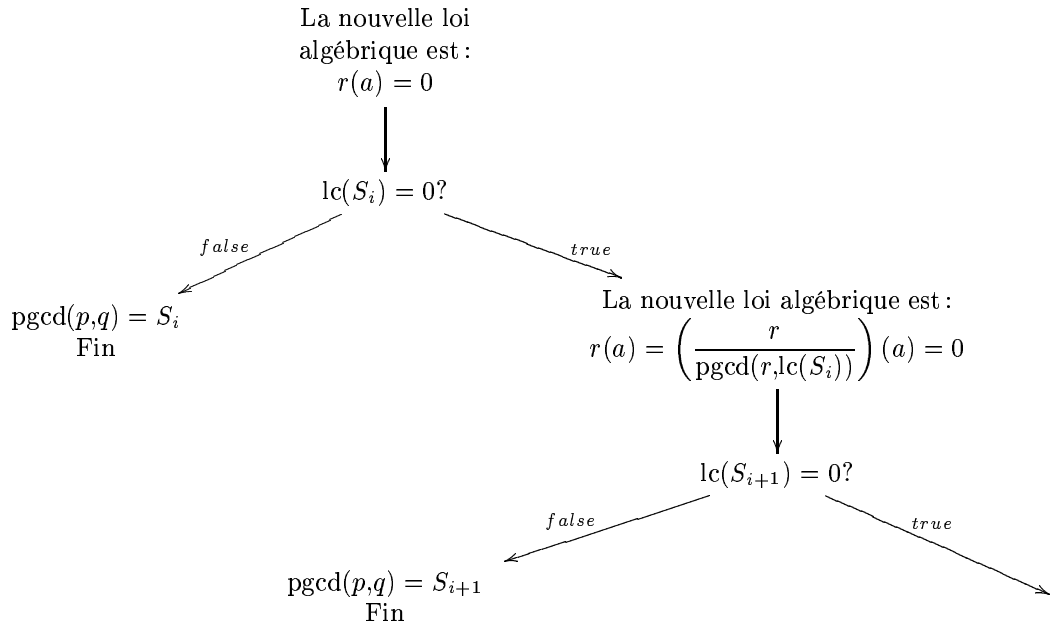 La nouvelle loi
algébrique est :
r(a) = 0
lc(S_i) = 0?
false
true
pgcd(p,q) = S_i
Fin
La nouvelle loi algébrique est :
r(a) = ( r / pgcd(r,lc(S_i)) ) (a) = 0
lc(S_{i+1}) = 0?
false
true
pgcd(p,q) = S_{i+1}
Fin